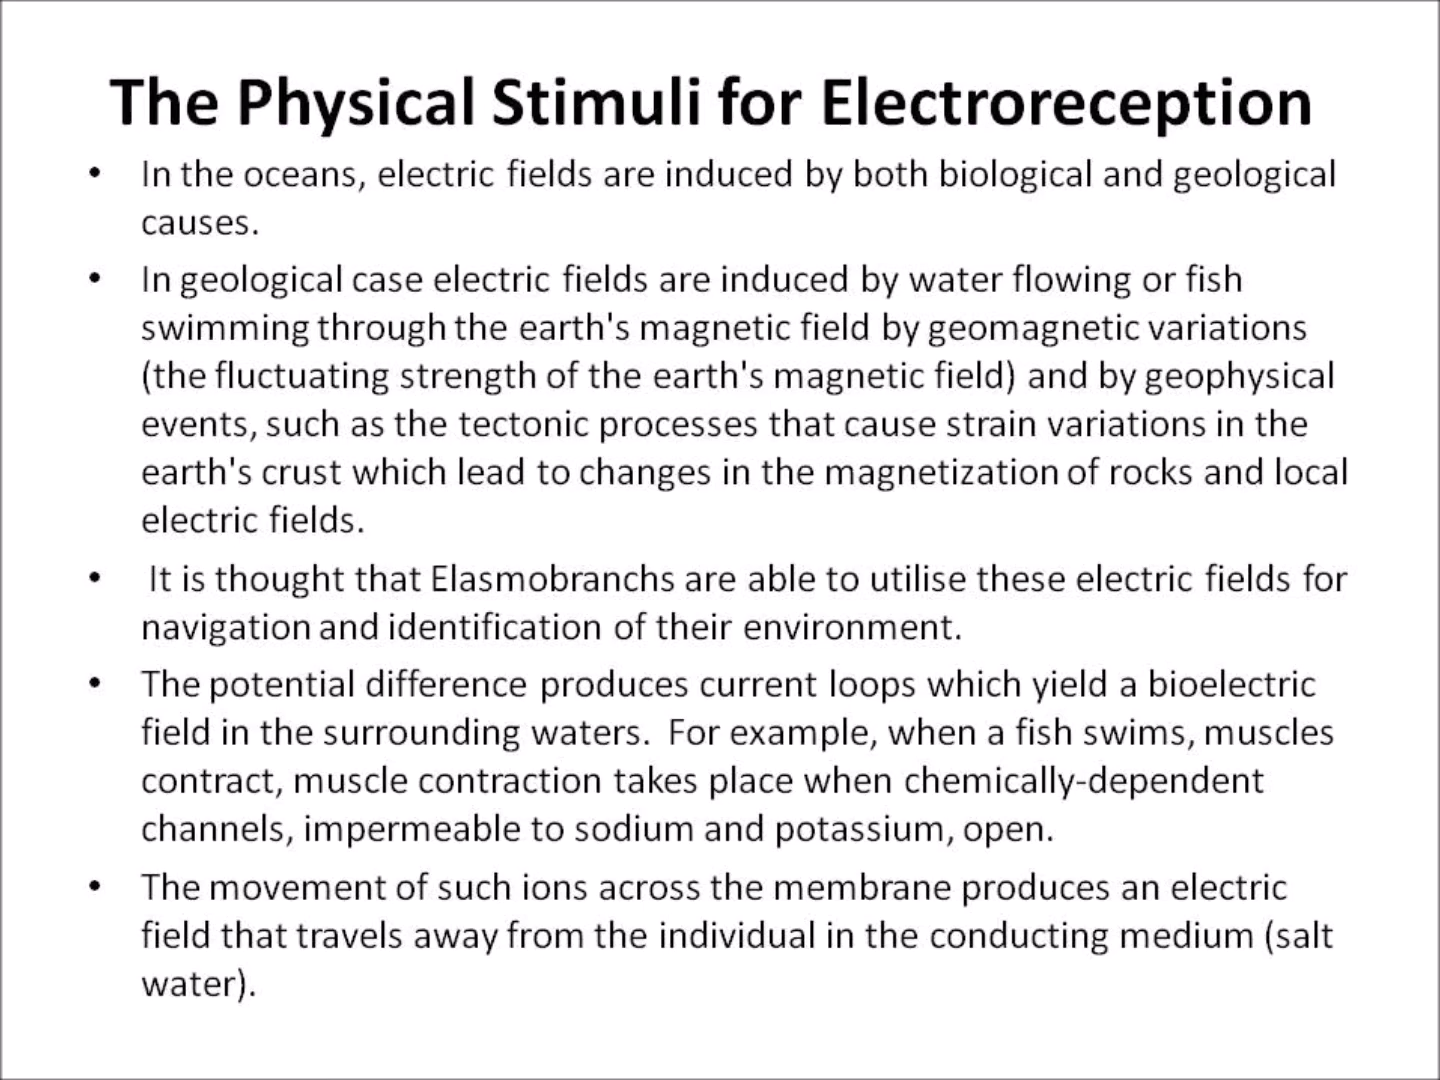 The Physical Stimuli for Electroreception
• In the oceans, electric fields are induced by both biological and geological
causes.
• In geological case electric fields are induced by water flowing or fish
swimming through the earth's magnetic field by geomagnetic variations
(the fluctuating strength of the earth's magnetic field) and by geophysical
events, such as the tectonic processes that cause strain variations in the
earth's crust which lead to changes in the magnetization of rocks and local
electric fields.
• It is thought that Elasmobranchs are able to utilise these electric fields for
navigation and identification of their environment.
• The potential difference produces current loops which yield a bioelectric
field in the surrounding waters. For example, when a fish swims, muscles
contract, muscle contraction takes place when chemically-dependent
channels, impermeable to sodium and potassium, open.
• The movement of such ions across the membrane produces an electric
field that travels away from the individual in the conducting medium (salt
water).